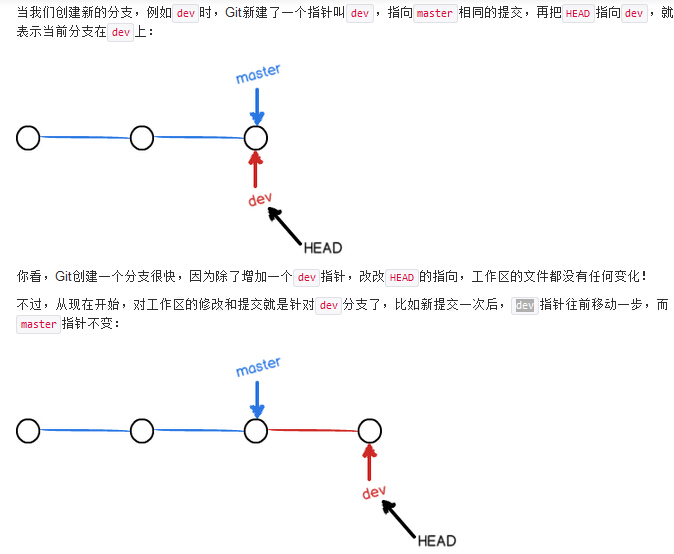 当我们创建新的分支，例如dev时，Git新建了一个指针叫dev，指向master相同的提交，再把HEAD指向dev，就
表示当前分支在dev上：
master
dev
HEAD
你看，Git创建一个分支很快，因为除了增加一个dev指针，改改HEAD的指向，工作区的文件都没有任何变化！
不过，从现在开始，对工作区的修改和提交就是针对dev分支了，比如新提交一次后，dev指针往前移动一步，而
master指针不变：
master
dev
HEAD